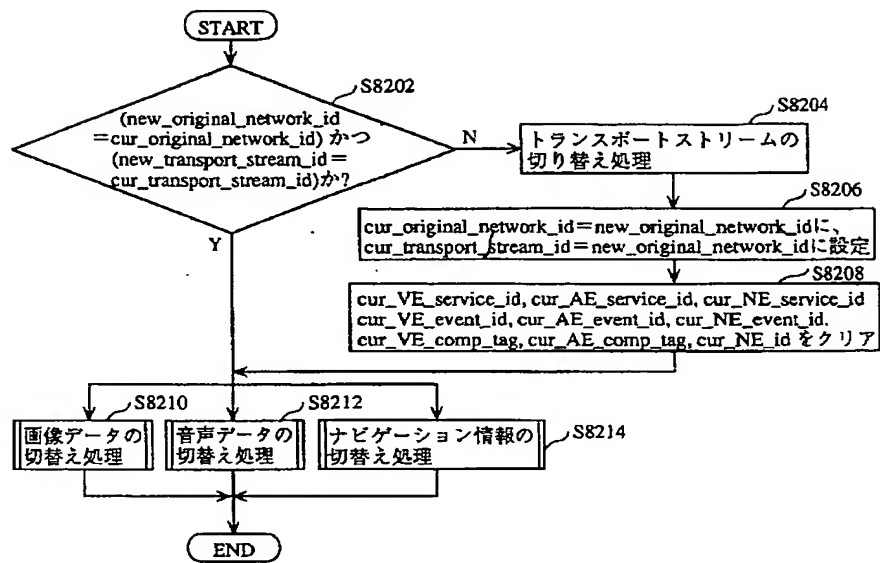 START
S8202
(new_original_network_id
=cur_original_network_id) かつ
(new_transport_stream_id=
cur_transport_stream_id)か?
N
Y
S8204
トランスポートストリームの
切り替え処理
S8206
cur_original_network_id=new_original_network_idに、
cur_transport_stream_id=new_original_network_idに設定
S8208
cur_VE_service_id, cur_AE_service_id, cur_NE_service_id
cur_VE_event_id, cur_AE_event_id, cur_NE_event_id.
cur_VE_comp_tag, cur_AE_comp_tag, cur_NE_id をクリア
S8210
画像データの
切替え処理
S8212
音声データの
切替え処理
S8214
ナビゲーション情報の
切替え処理
END